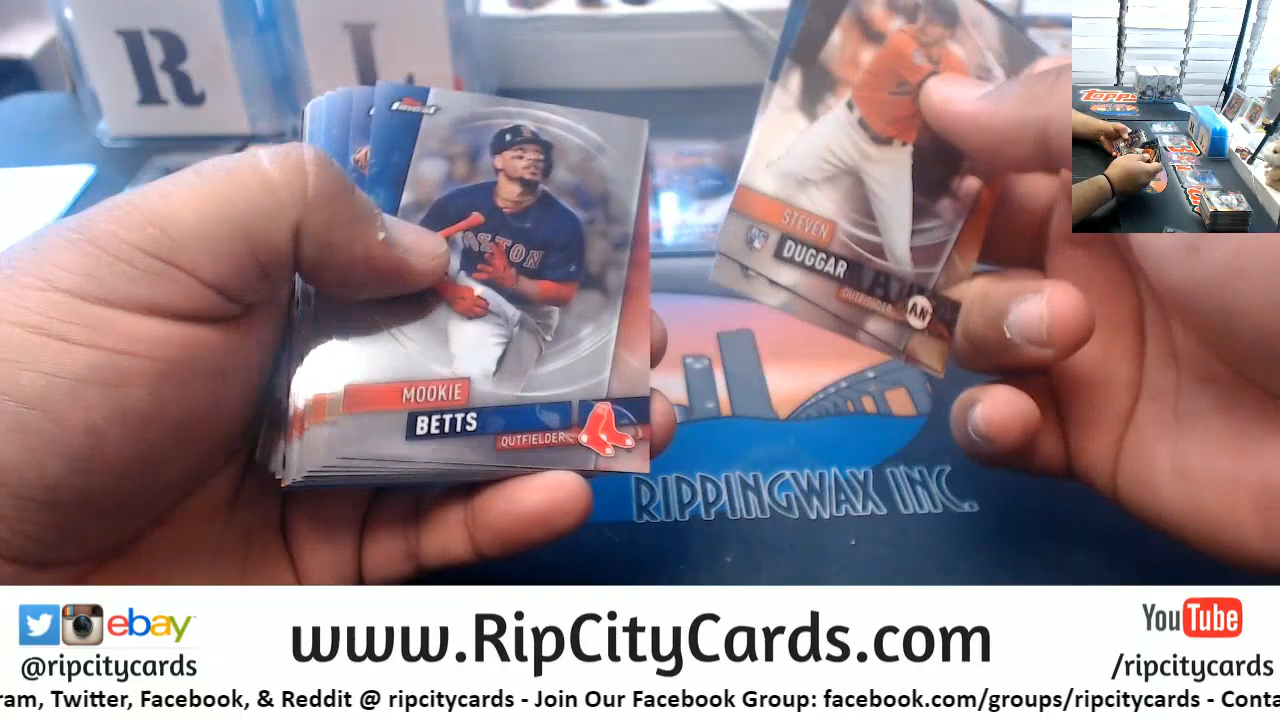 R
finest
BOSTON
MOOKIE
BETTS
OUTFIELDER
STEVEN
RC
DUGGAR
OUTFIELDER
topps
RIPPINGWAX INC.
ebay
@ripcitycards
www.RipCityCards.com
YouTube
/ripcitycards
ram, Twitter, Facebook, & Reddit @ ripcitycards - Join Our Facebook Group: facebook.com/groups/ripcitycards - Conta